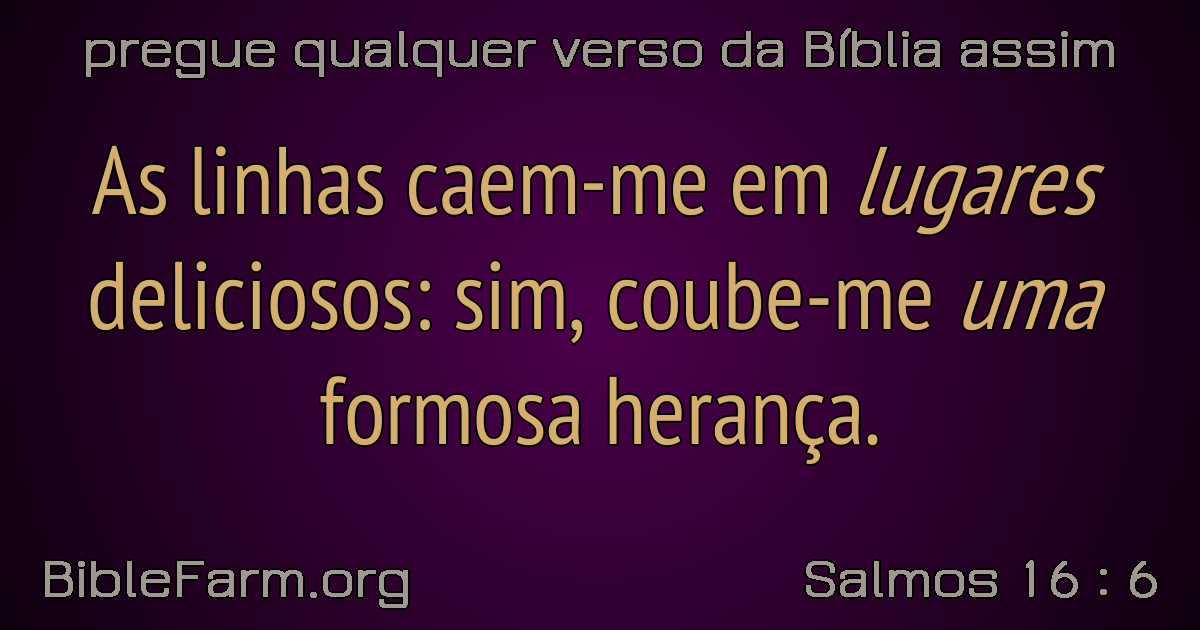 pregue qualquer verso da Bíblia assim
As linhas caem-me em lugares
deliciosos: sim, coube-me uma
formosa herança.
BibleFarm.org
Salmos 16 : 6